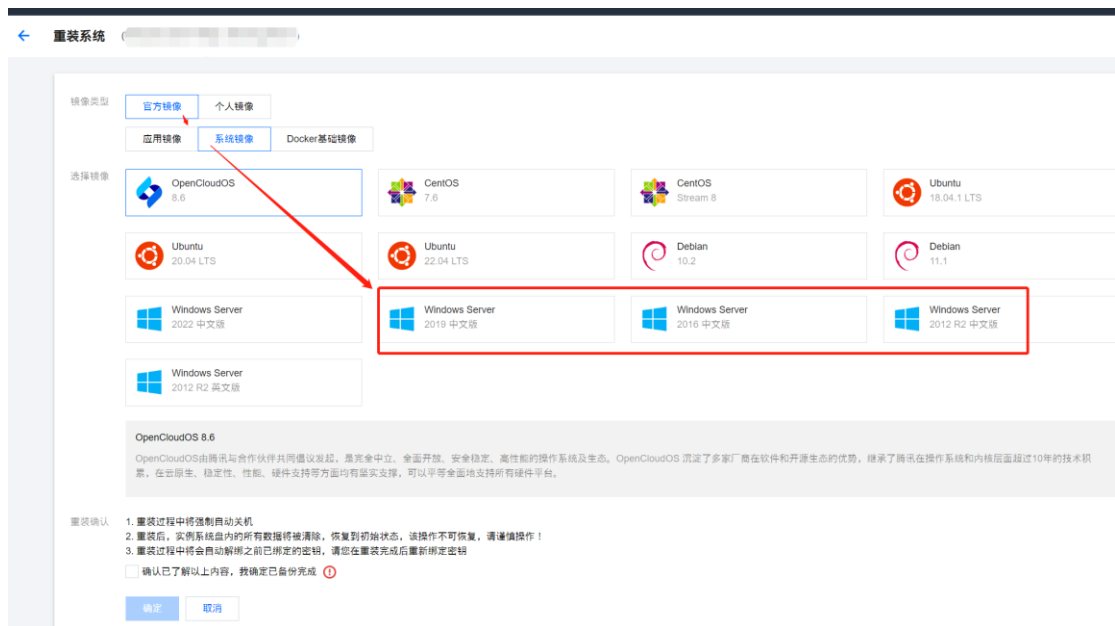 重装系统
镜像类型
官方镜像 个人镜像
应用镜像 系统镜像 Docker基础镜像
选择镜像
OpenCloudOS
8.6
CentOS
7.6
CentOS
Stream 8
Ubuntu
18.04.1 LTS
Ubuntu
20.04 LTS
Ubuntu
22.04 LTS
Debian
10.2
Debian
11.1
Windows Server
2022 中文版
Windows Server
2019 中文版
Windows Server
2016 中文版
Windows Server
2012 R2 中文版
Windows Server
2012 R2 英文版
OpenCloudOS 8.6
OpenCloudOS由腾讯与合作伙伴共同倡议发起，是完全中立、全面开放、安全稳定、高性能的操作系统及生态。OpenCloudOS 沉淀了多家厂商在软件和开源生态的优势，继承了腾讯在操作系统和内核层面超过10年的技术积
累，在云原生、稳定性、性能、硬件支持等方面均有坚实支撑，可以平等全面地支持所有硬件平台。
重装确认
1. 重装过程中将强制自动关机
2. 重装后，实例系统盘内的所有数据将被清除，恢复到初始状态，该操作不可恢复，请谨慎操作！
3. 重装过程中将会自动解绑之前已绑定的密钥，请您在重装完成后重新绑定密钥
确认已了解以上内容，我确定已备份完成
确定 取消